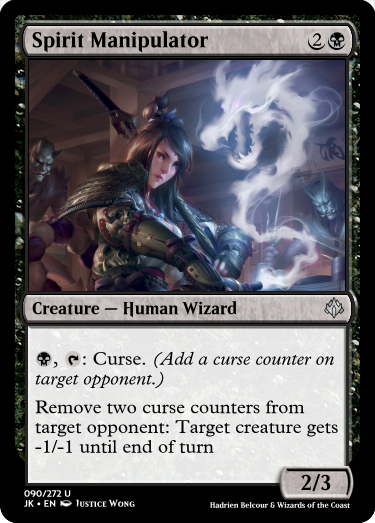 Spirit Manipulator 2
Creature — Human Wizard
, : Curse. (Add a curse counter on
target opponent.)
Remove two curse counters from
target opponent: Target creature gets
-1/-1 until end of turn
2/3
090/272 U
JK • EN Justice Wong
Hadrien Belcour & Wizards of the Coast